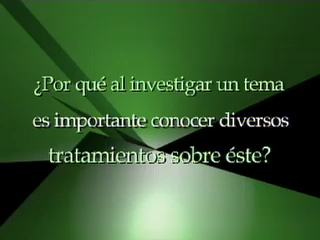 ¿Por qué al investigar un tema
es importante conocer diversos
tratamientos sobre éste?